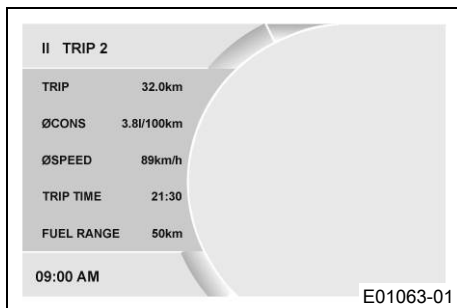 II TRIP 2
TRIP 32.0km
ØCONS 3.8l/100km
ØSPEED 89km/h
TRIP TIME 21:30
FUEL RANGE 50km
09:00 AM
E01063-01